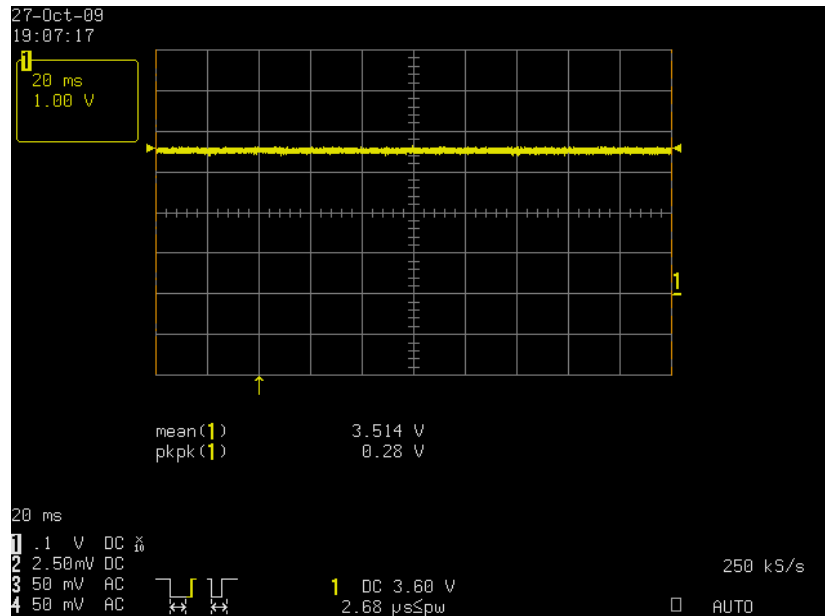 27-Oct-09
19:07:17
1
20 ms
1.00 V
1
mean(1) 3.514 V
pkpk(1) 0.28 V
20 ms
1 .1 V DC ×10
2 2.50mV DC
3 50 mV AC
4 50 mV AC
1 DC 3.60 V
2.68 µs≤pw
250 kS/s
AUTO